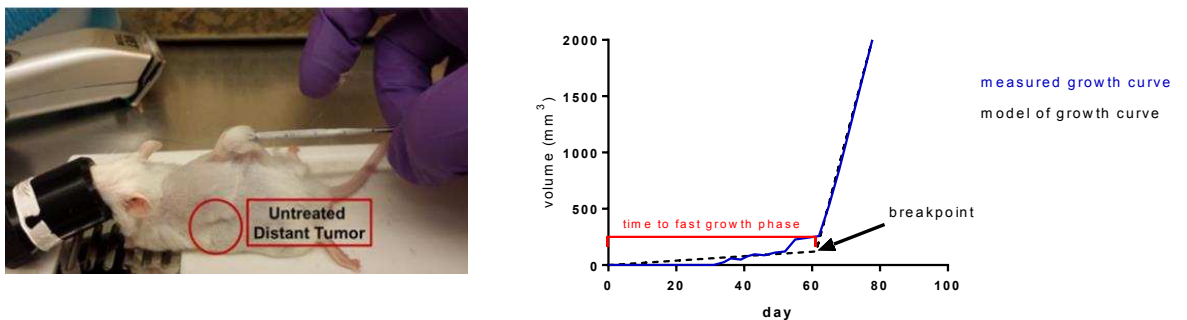 Untreated
Distant Tumor
2000
1500
1000
500
0
volume (mm³)
time to fast growth phase
breakpoint
measured growth curve
model of growth curve
0 20 40 60 80 100
day